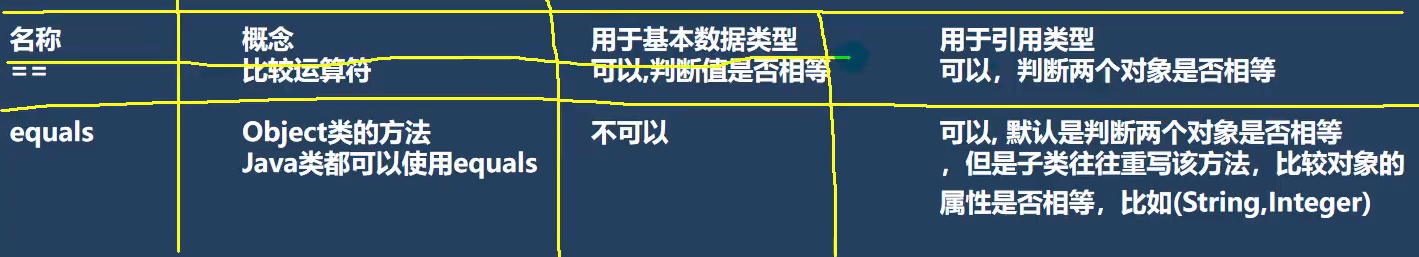 名称 概念 用于基本数据类型 用于引用类型
== 比较运算符 可以,判断值是否相等 可以，判断两个对象是否相等
equals Object类的方法 不可以 可以, 默认是判断两个对象是否相等
Java类都可以使用equals ，但是子类往往重写该方法，比较对象的
属性是否相等，比如(String,Integer)